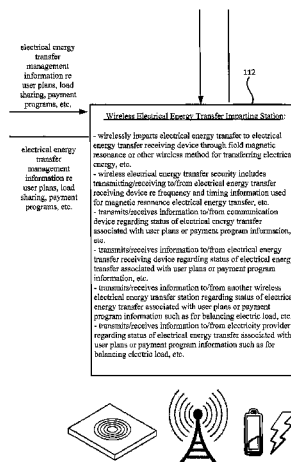 electrical energy
transfer
management
information re
user plans, load
sharing, payment
programs, etc.
112
electrical energy
transfer
management
information re
user plans, load
sharing, payment
programs, etc.
Wireless Electrical Energy Transfer Imparting Station:
- wirelessly imparts electrical energy transfer to electrical
energy transfer receiving device through field magnetic
resonance or other wireless method for transferring electrical
energy, etc.
- wireless electrical energy transfer security includes
transmitting/receiving to/from electrical energy transfer
receiving device re frequency and timing information used
for magnetic resonance electrical energy transfer, etc.
- transmits/receives information to/from communication
device regarding status of electrical energy transfer
associated with user plans or payment program information,
etc.
- transmits/receives information to/from electrical energy
transfer receiving device regarding status of electrical energy
transfer associated with user plans or payment program
information, etc.
- transmits/receives information to/from another wireless
electrical energy transfer station regarding status of electrical
energy transfer associated with user plans or payment
program information such as for balancing electric load, etc.
- transmits/receives information to/from electricity provider
regarding status of electrical energy transfer associated with
user plans or payment program information such as for
balancing electric load, etc.